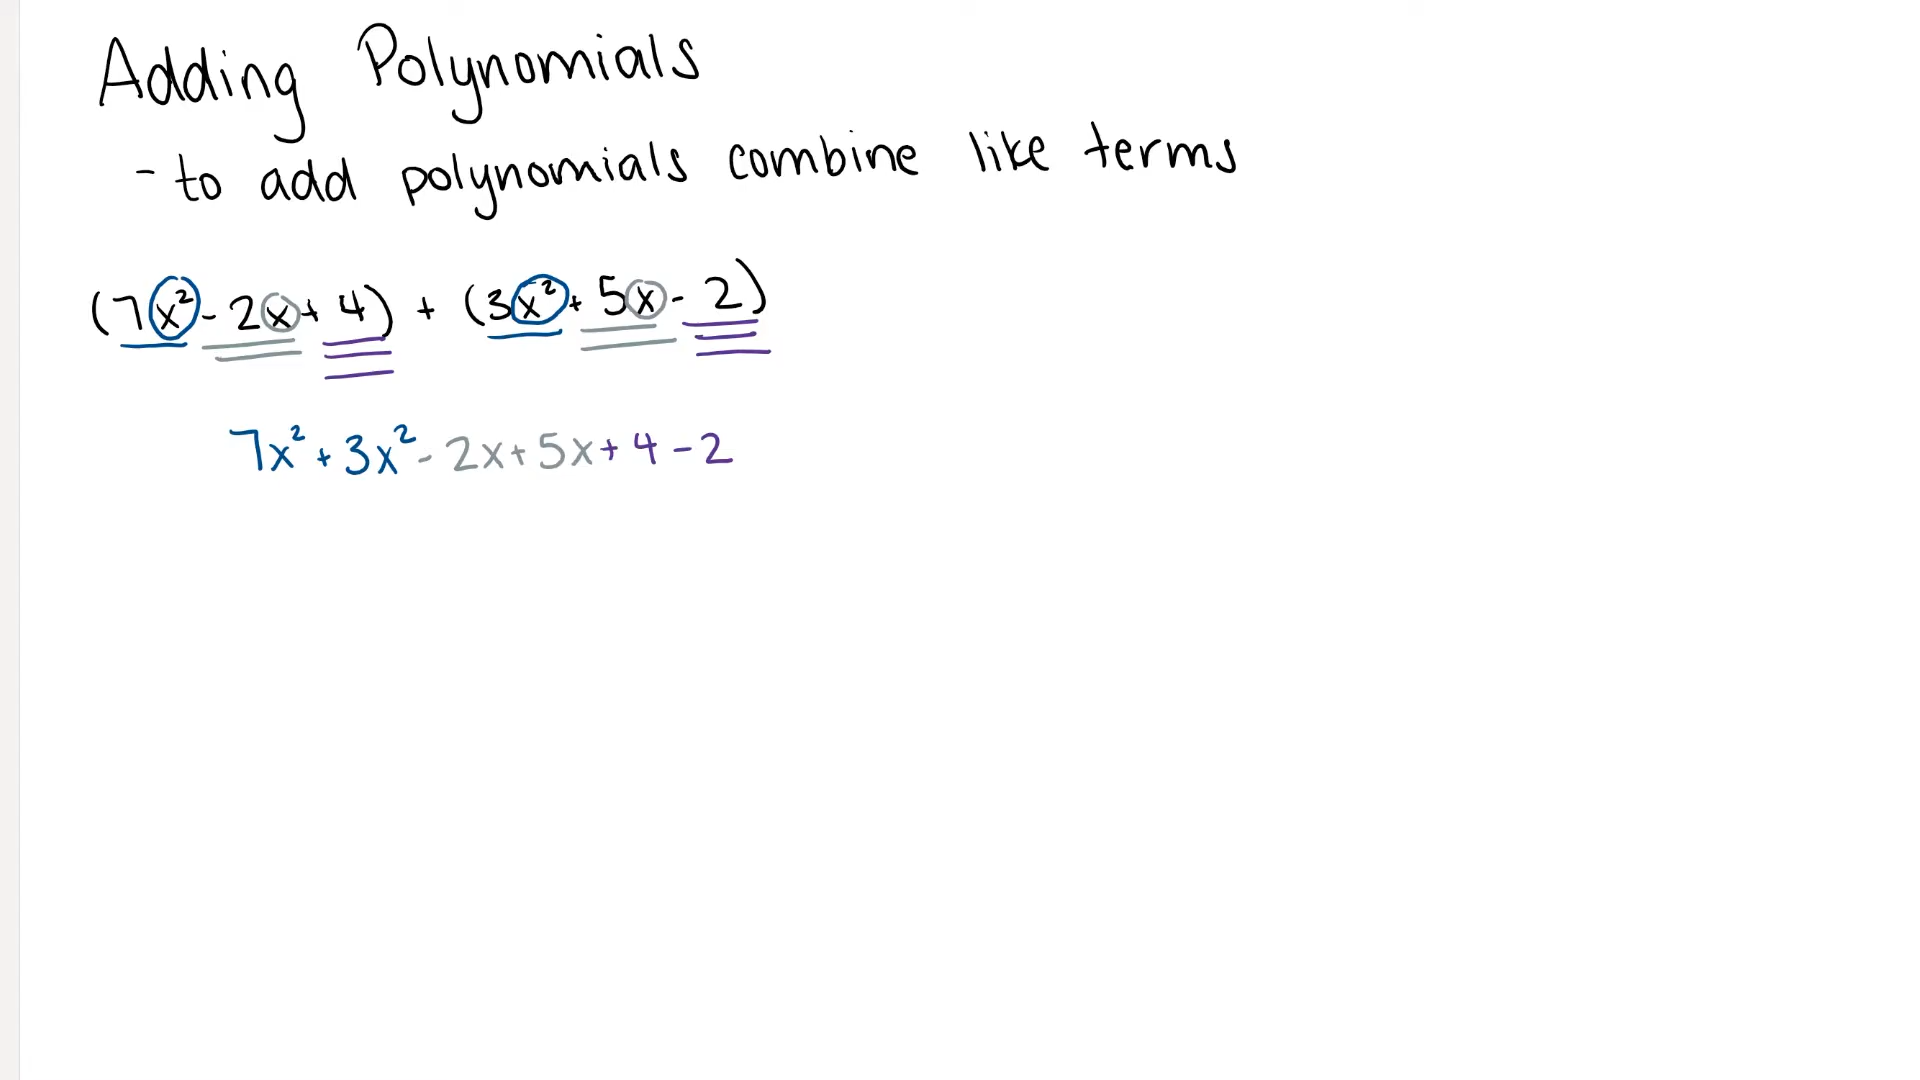 Adding Polynomials
- to add polynomials combine like terms
(7x² - 2x + 4) + (3x² + 5x - 2)
7x² + 3x² - 2x + 5x + 4 - 2